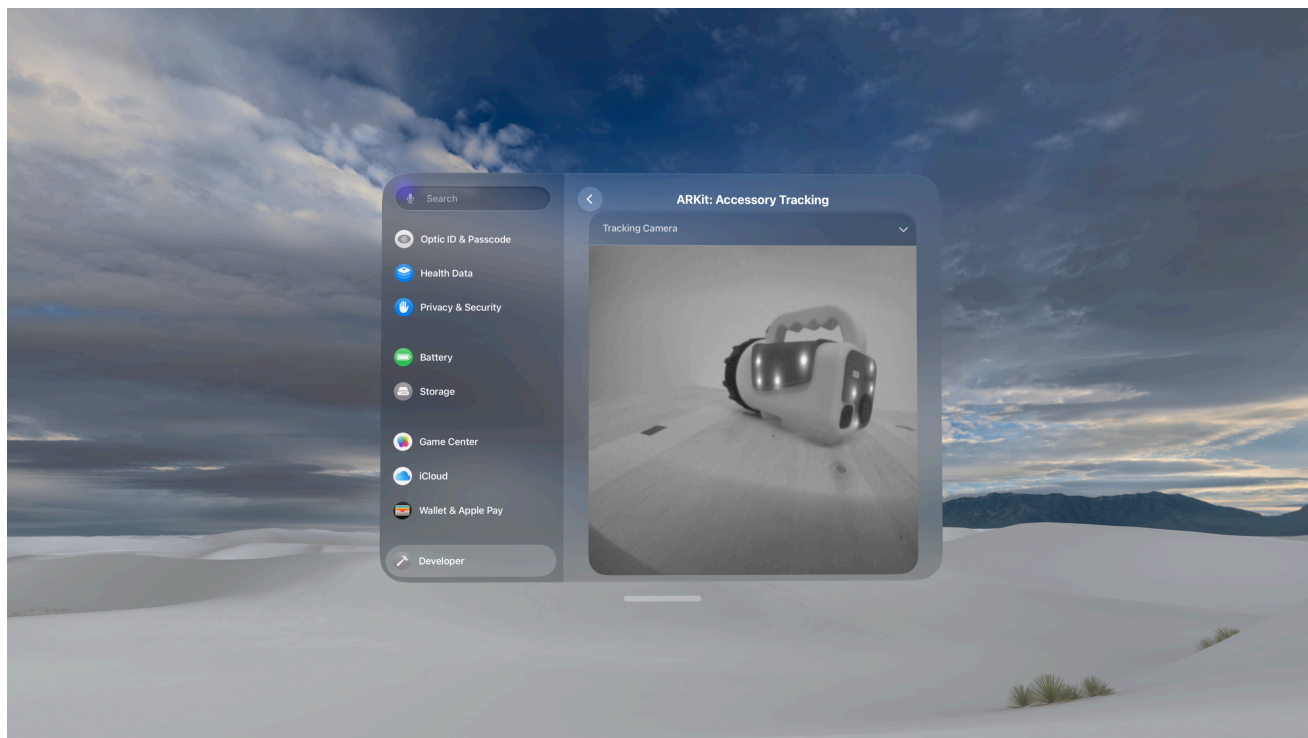 Search
Optic ID & Passcode
Health Data
Privacy & Security
Battery
Storage
Game Center
iCloud
Wallet & Apple Pay
Developer
ARKit: Accessory Tracking
Tracking Camera